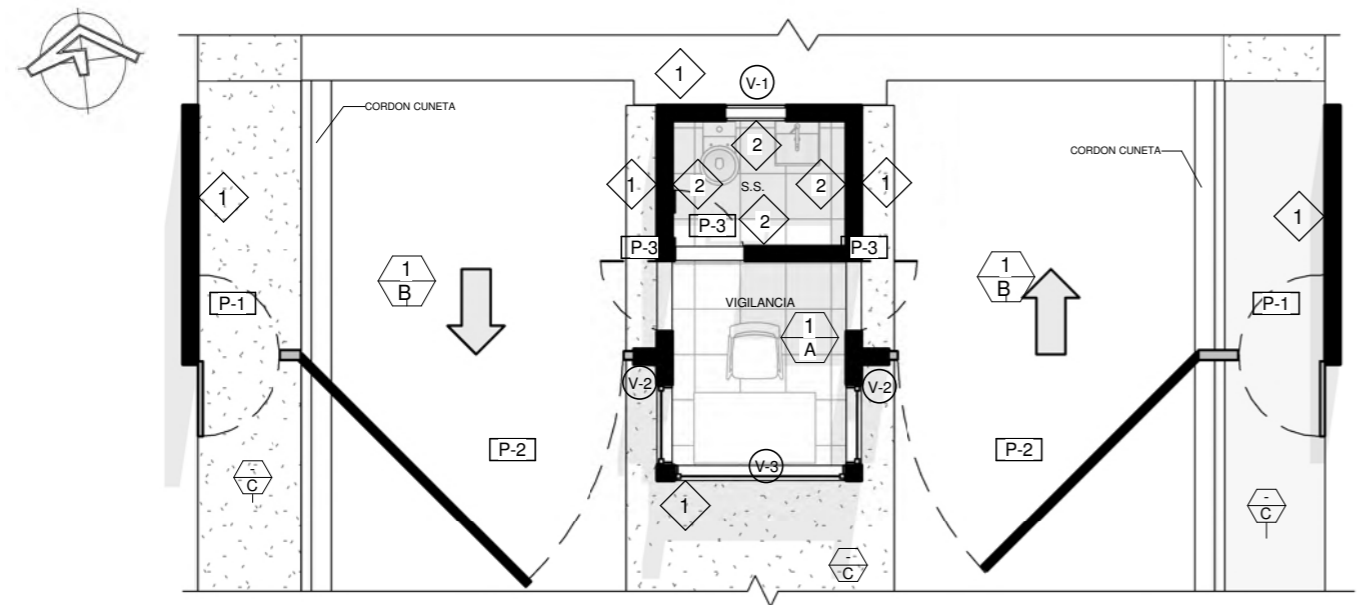 1
V-1
CORDON CUNETA
CORDON CUNETA
2
1
1
2
S.S.
2
1
1
2
P-3
P-3
P-3
1
B
1
B
P-1
VIGILANCIA
P-1
1
A
V-2
V-2
P-2
P-2
V-3
-
C
1
-
C
-
C